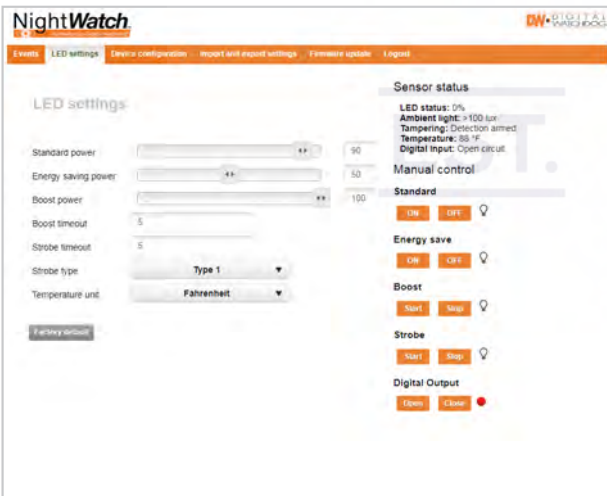 NightWatch
DW DIGITAL
WATCHDOG
Events LED settings Device configuration Import and export settings Firmware update Logout
LED settings
Standard power 90
Energy saving power 50
Boost power 100
Boost timeout 5
Strobe timeout 5
Strobe type Type 1
Temperature unit Fahrenheit
Factory default
Sensor status
LED status: 0%
Ambient light: >100 lux
Tampering: Detection armed
Temperature: 88 °F
Digital Input: Open circuit
EST.
Manual control
Standard
ON OFF
Energy save
ON OFF
Boost
Start Stop
Strobe
Start Stop
Digital Output
Open Close